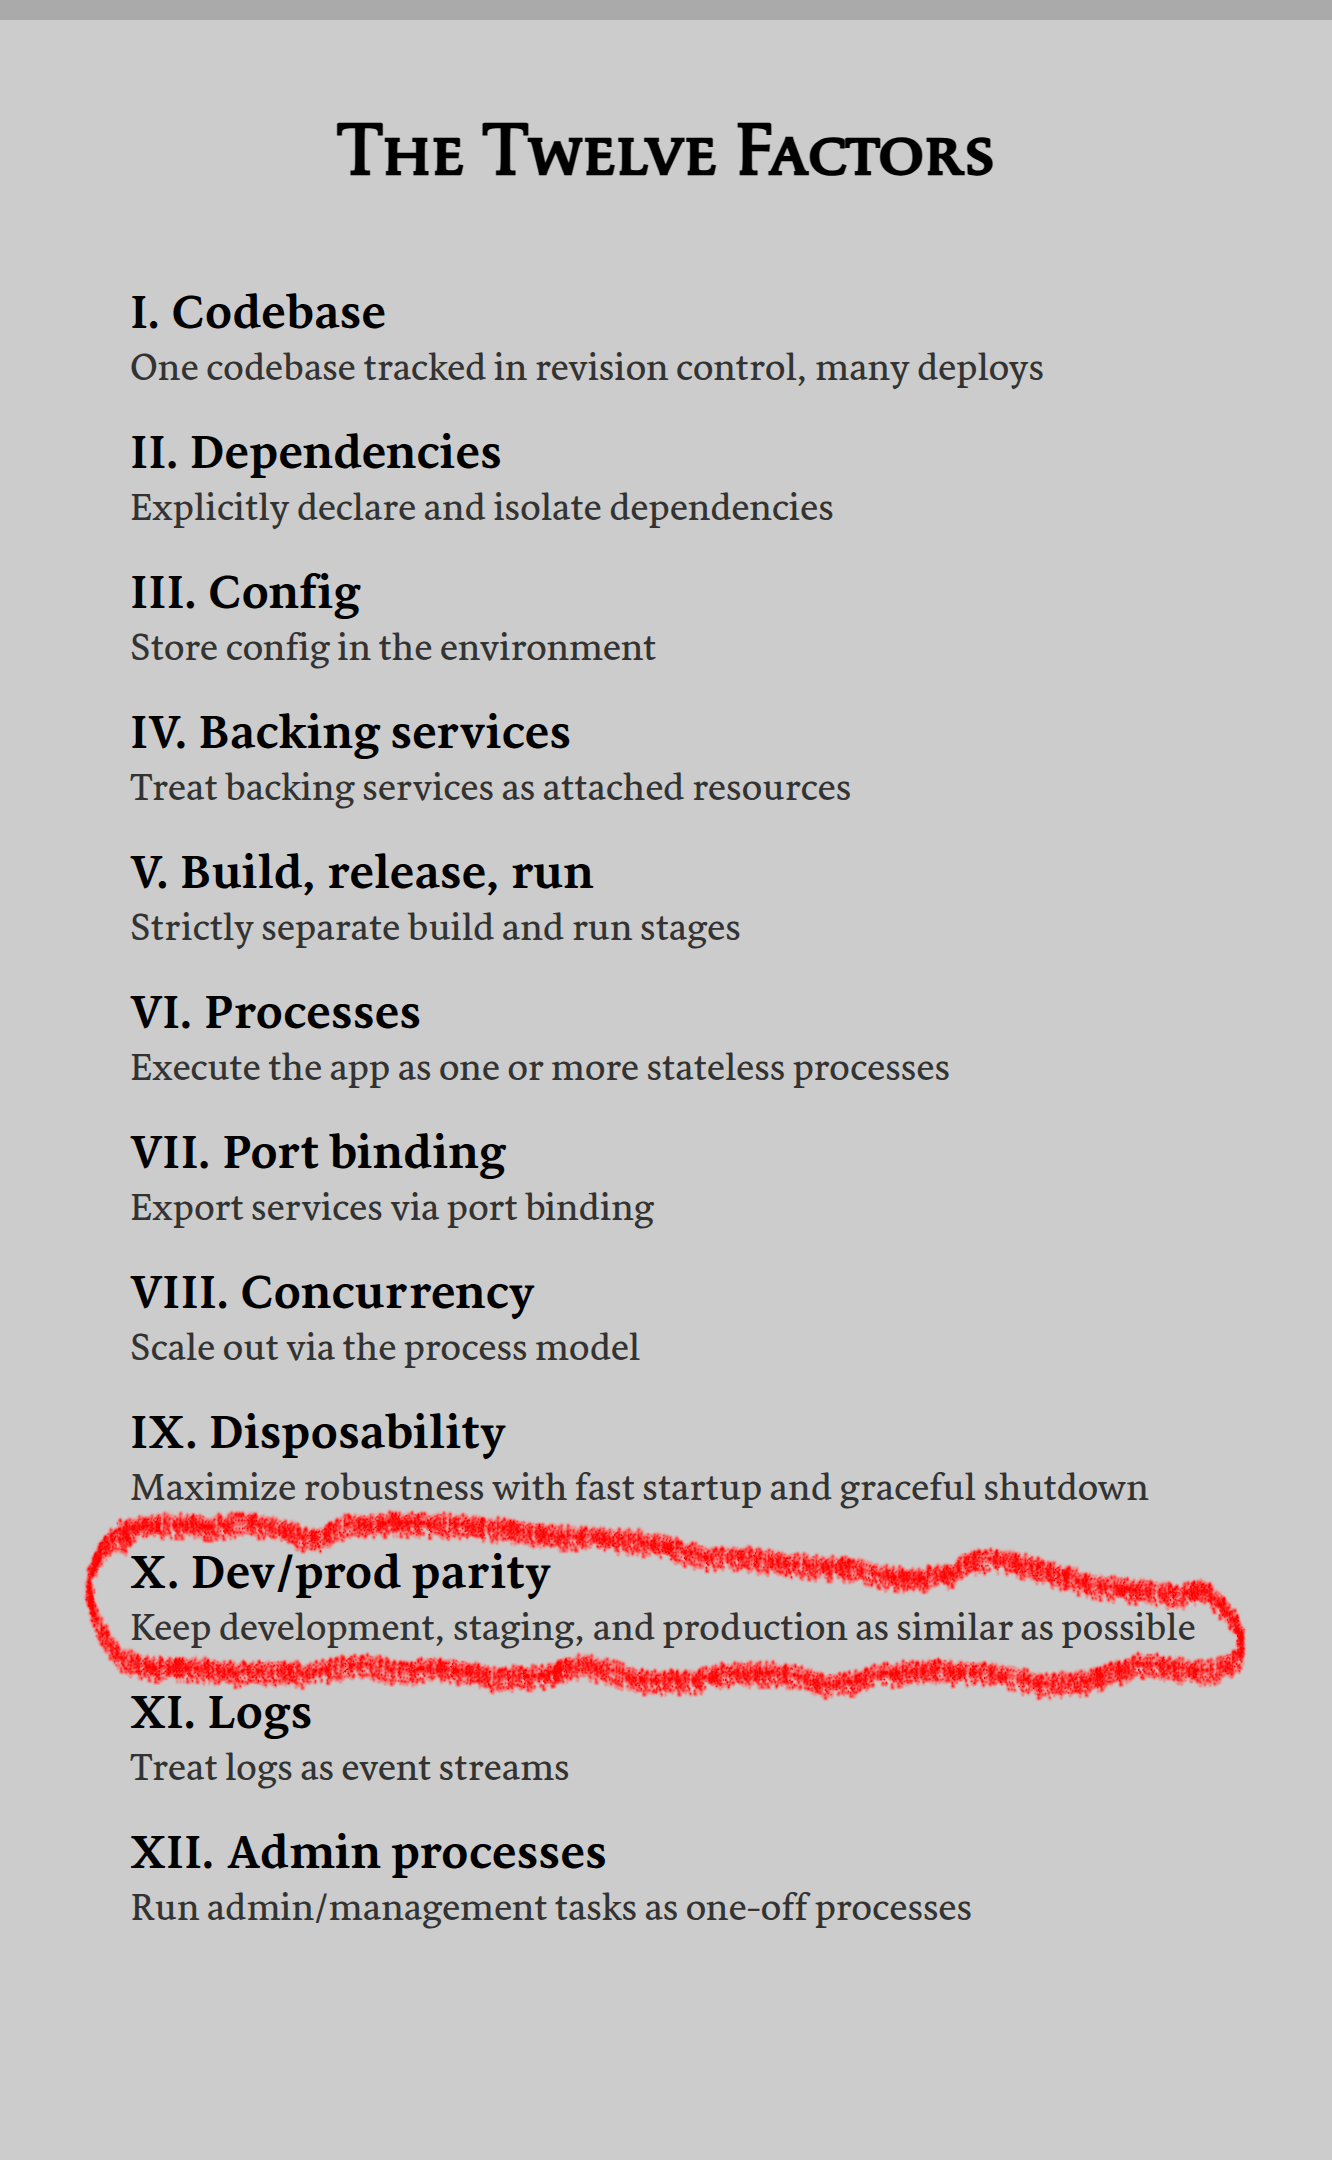 The Twelve Factors
I. Codebase
One codebase tracked in revision control, many deploys
II. Dependencies
Explicitly declare and isolate dependencies
III. Config
Store config in the environment
IV. Backing services
Treat backing services as attached resources
V. Build, release, run
Strictly separate build and run stages
VI. Processes
Execute the app as one or more stateless processes
VII. Port binding
Export services via port binding
VIII. Concurrency
Scale out via the process model
IX. Disposability
Maximize robustness with fast startup and graceful shutdown
X. Dev/prod parity
Keep development, staging, and production as similar as possible
XI. Logs
Treat logs as event streams
XII. Admin processes
Run admin/management tasks as one-off processes